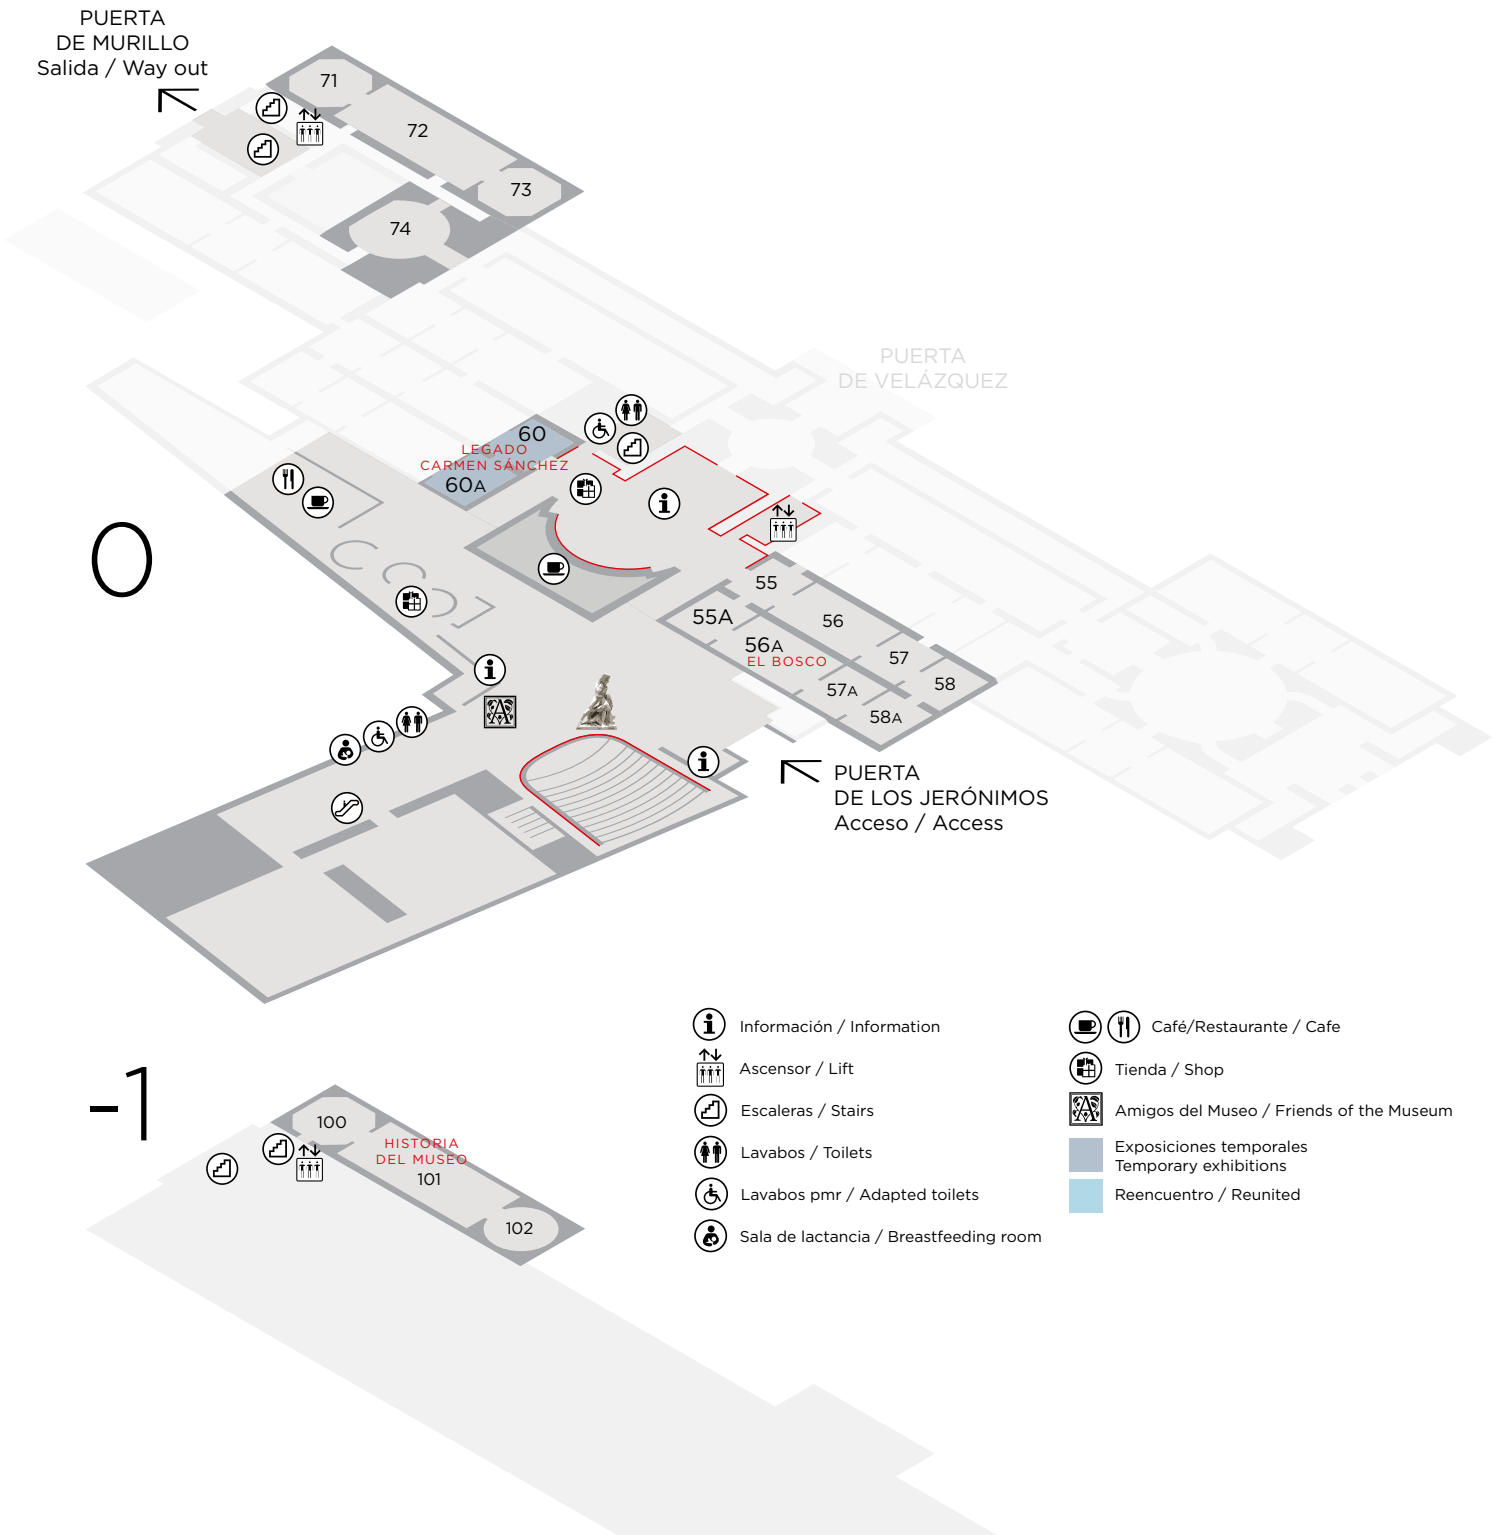 PUERTA
DE MURILLO
Salida / Way out
71
72
73
74
PUERTA
DE VELÁZQUEZ
60
LEGADO
CARMEN SÁNCHEZ
60A
0
55
55A
56
56A
EL BOSCO
57
58
57A
58A
A
PUERTA
DE LOS JERÓNIMOS
Acceso / Access
-1
100
HISTORIA
DEL MUSEO
101
102
Información / Information
Ascensor / Lift
Escaleras / Stairs
Lavabos / Toilets
Lavabos pmr / Adapted toilets
Sala de lactancia / Breastfeeding room
Café/Restaurante / Cafe
Tienda / Shop
A
Amigos del Museo / Friends of the Museum
Exposiciones temporales
Temporary exhibitions
Reencuentro / Reunited